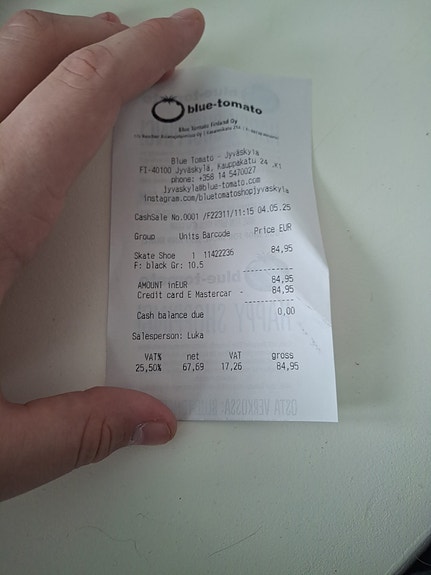 blue-tomato
Blue Tomato Finland Oy
Blue Tomato - Jyväskylä
FI-40100 Jyväskylä, Kauppakatu 24 ,K1
phone: +358 14 5470027
jyvaskyla@blue-tomato.com
instagram.com/bluetomatoshopjyvaskyla
CashSale No.0001 /F22311/11:15 04.05.25
Group Units Barcode Price EUR
Skate Shoe 1 11422236 84,95
F: black Gr: 10.5
AMOUNT inEUR 84,95
Credit card E Mastercar - 84,95
Cash balance due 0,00
Salesperson: Luka
VAT% net VAT gross
25,50% 67,69 17,26 84,95